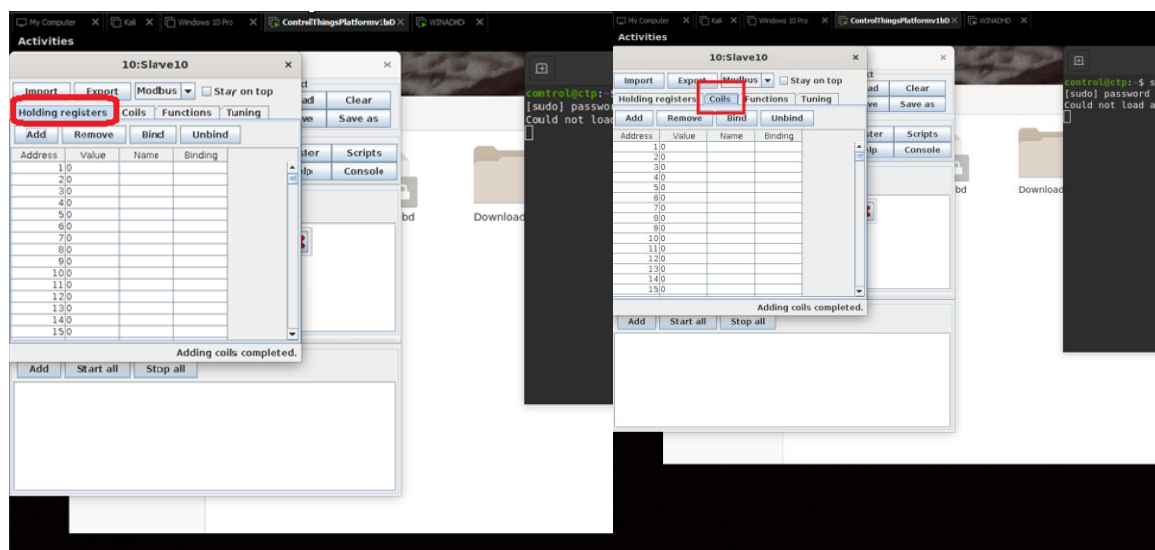 My Computer Kali Windows 10 Pro ControlThingsPlatformv1bD WINADHD
Activities
10:Slave10
Import Export Modbus Stay on top
Holding registers Coils Functions Tuning
Add Remove Bind Unbind
Address Value Name Binding
1 0
2 0
3 0
4 0
5 0
6 0
7 0
8 0
9 0
10 0
11 0
12 0
13 0
14 0
15 0
Adding coils completed.
Clear
Save as
Scripts
Console
Add Start all Stop all
bd
Download
control@ctp:~$
[sudo] passwor
Could not load
My Computer Kali Windows 10 Pro ControlThingsPlatformv1bD WINADHD
Activities
10:Slave10
Import Export Modbus Stay on top
Holding registers Coils Functions Tuning
Add Remove Bind Unbind
Address Value Name Binding
1 0
2 0
3 0
4 0
5 0
6 0
7 0
8 0
9 0
10 0
11 0
12 0
13 0
14 0
15 0
Adding coils completed.
Clear
Save as
Scripts
Console
Add Start all Stop all
bd
Download
control@ctp:~$ s
[sudo] password
Could not load a